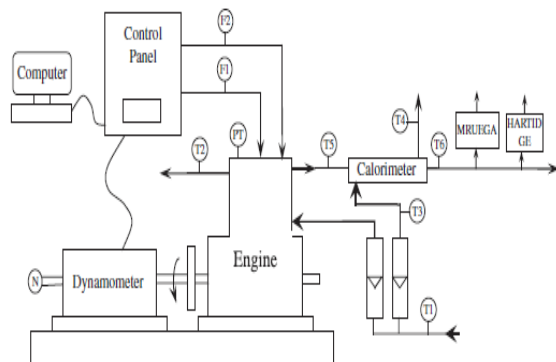 Control
Panel
Computer
F2
F1
T2
PT
T5
T4
T6
MRUEGA
HARTID
GE
Calorimeter
T3
Engine
N
Dynamometer
T1